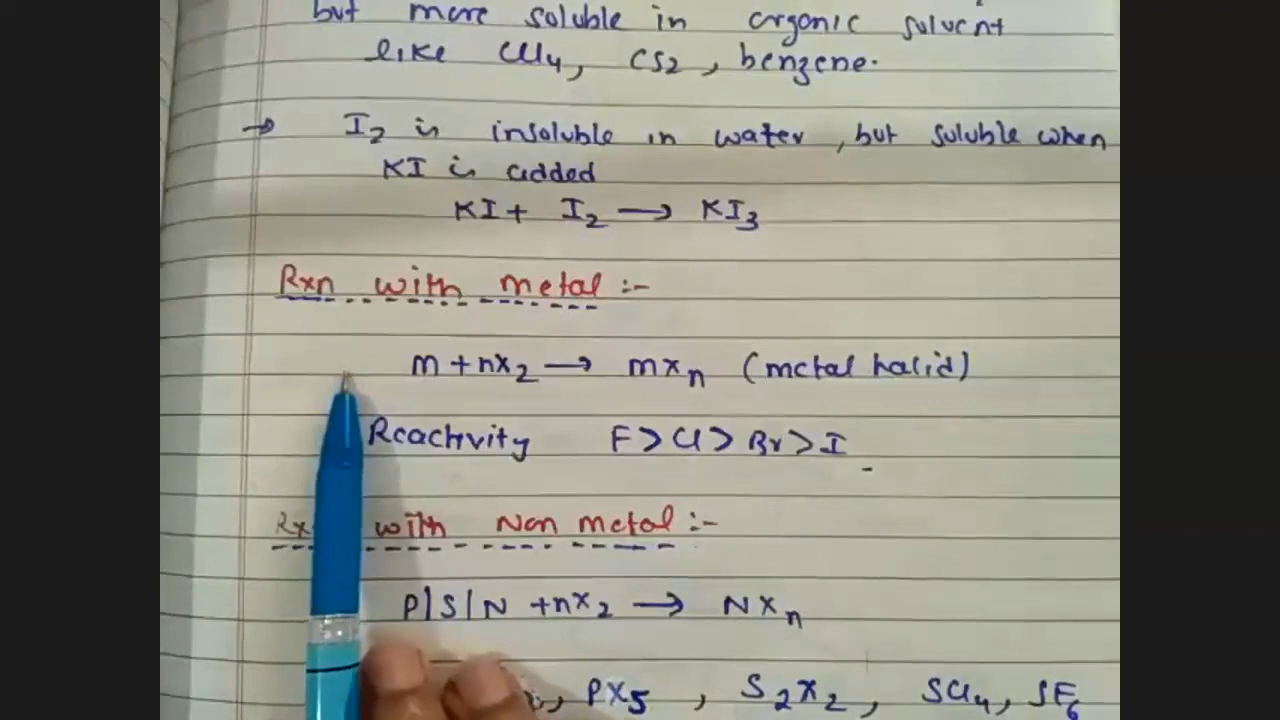 but more soluble in organic solvent
like CCl4, CS2, benzene.
→ I2 is insoluble in water, but soluble when
KI is added
KI + I2 → KI3
Rxn with metal :-
M + nX2 → MXn (metal halid)
Reactivity F > Cl > Br > I
with Non metal :-
P|S|N + nX2 → NXn
, PX5 , S2X2, SCl4, SF6